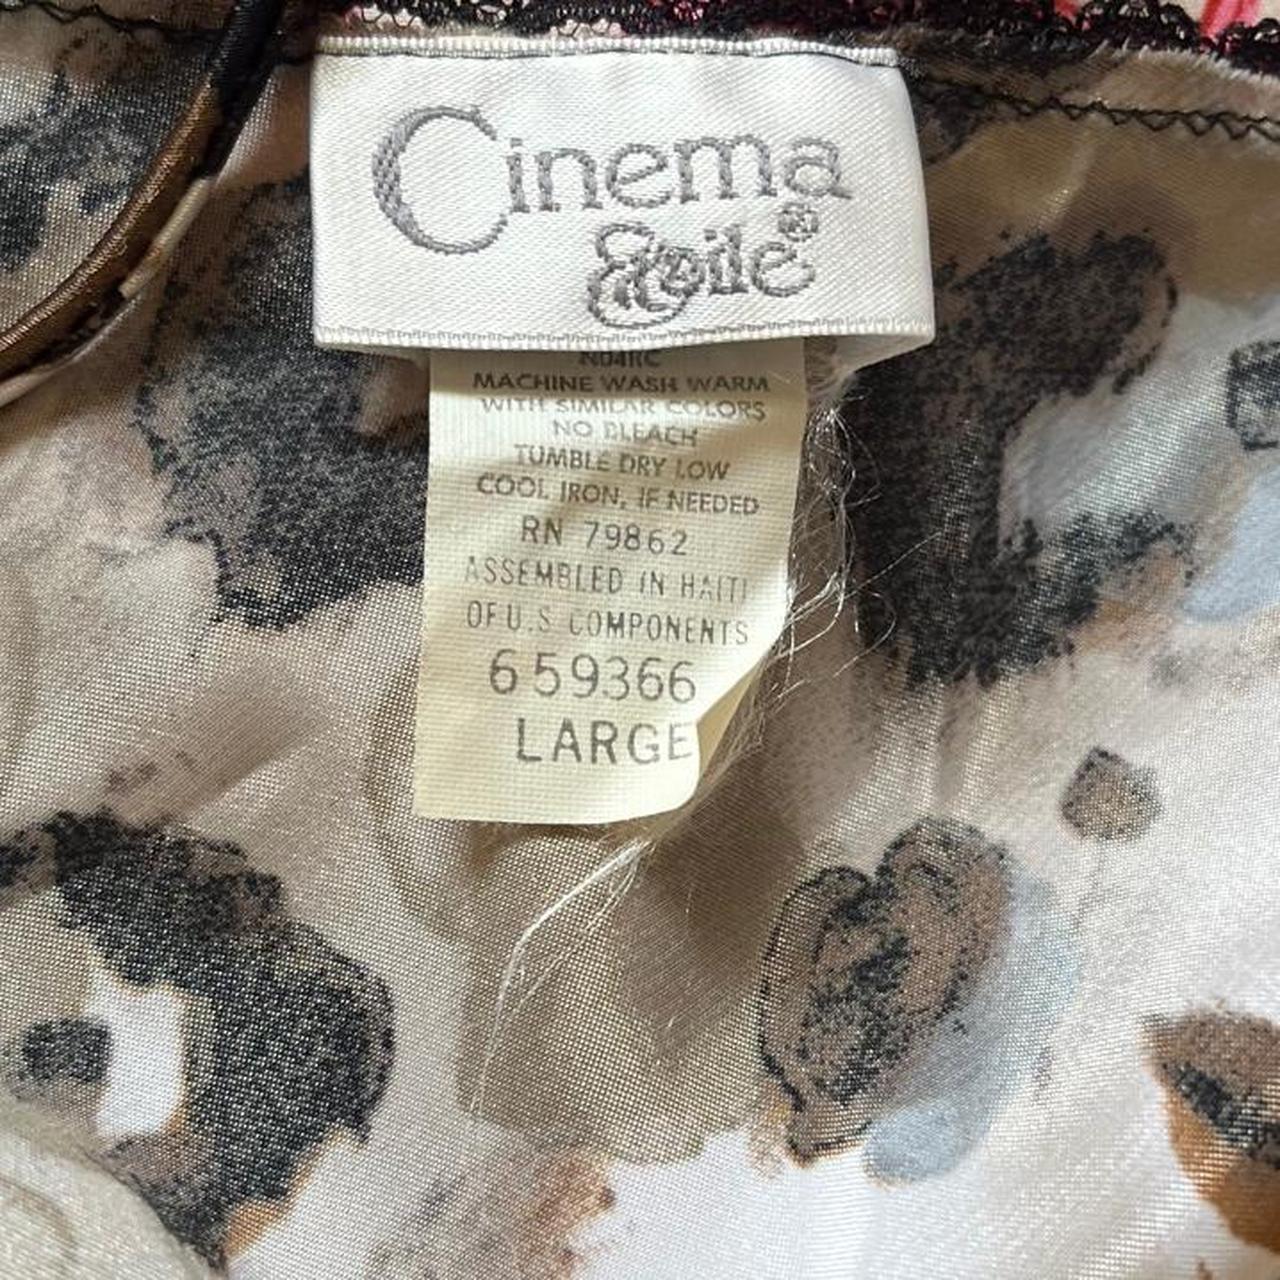 Cinema
Etoile®
MACHINE WASH WARM
WITH SIMILAR COLORS
NO BLEACH
TUMBLE DRY LOW
COOL IRON, IF NEEDED
RN 79862
ASSEMBLED IN HAITI
OF U.S COMPONENTS
659366
LARGE